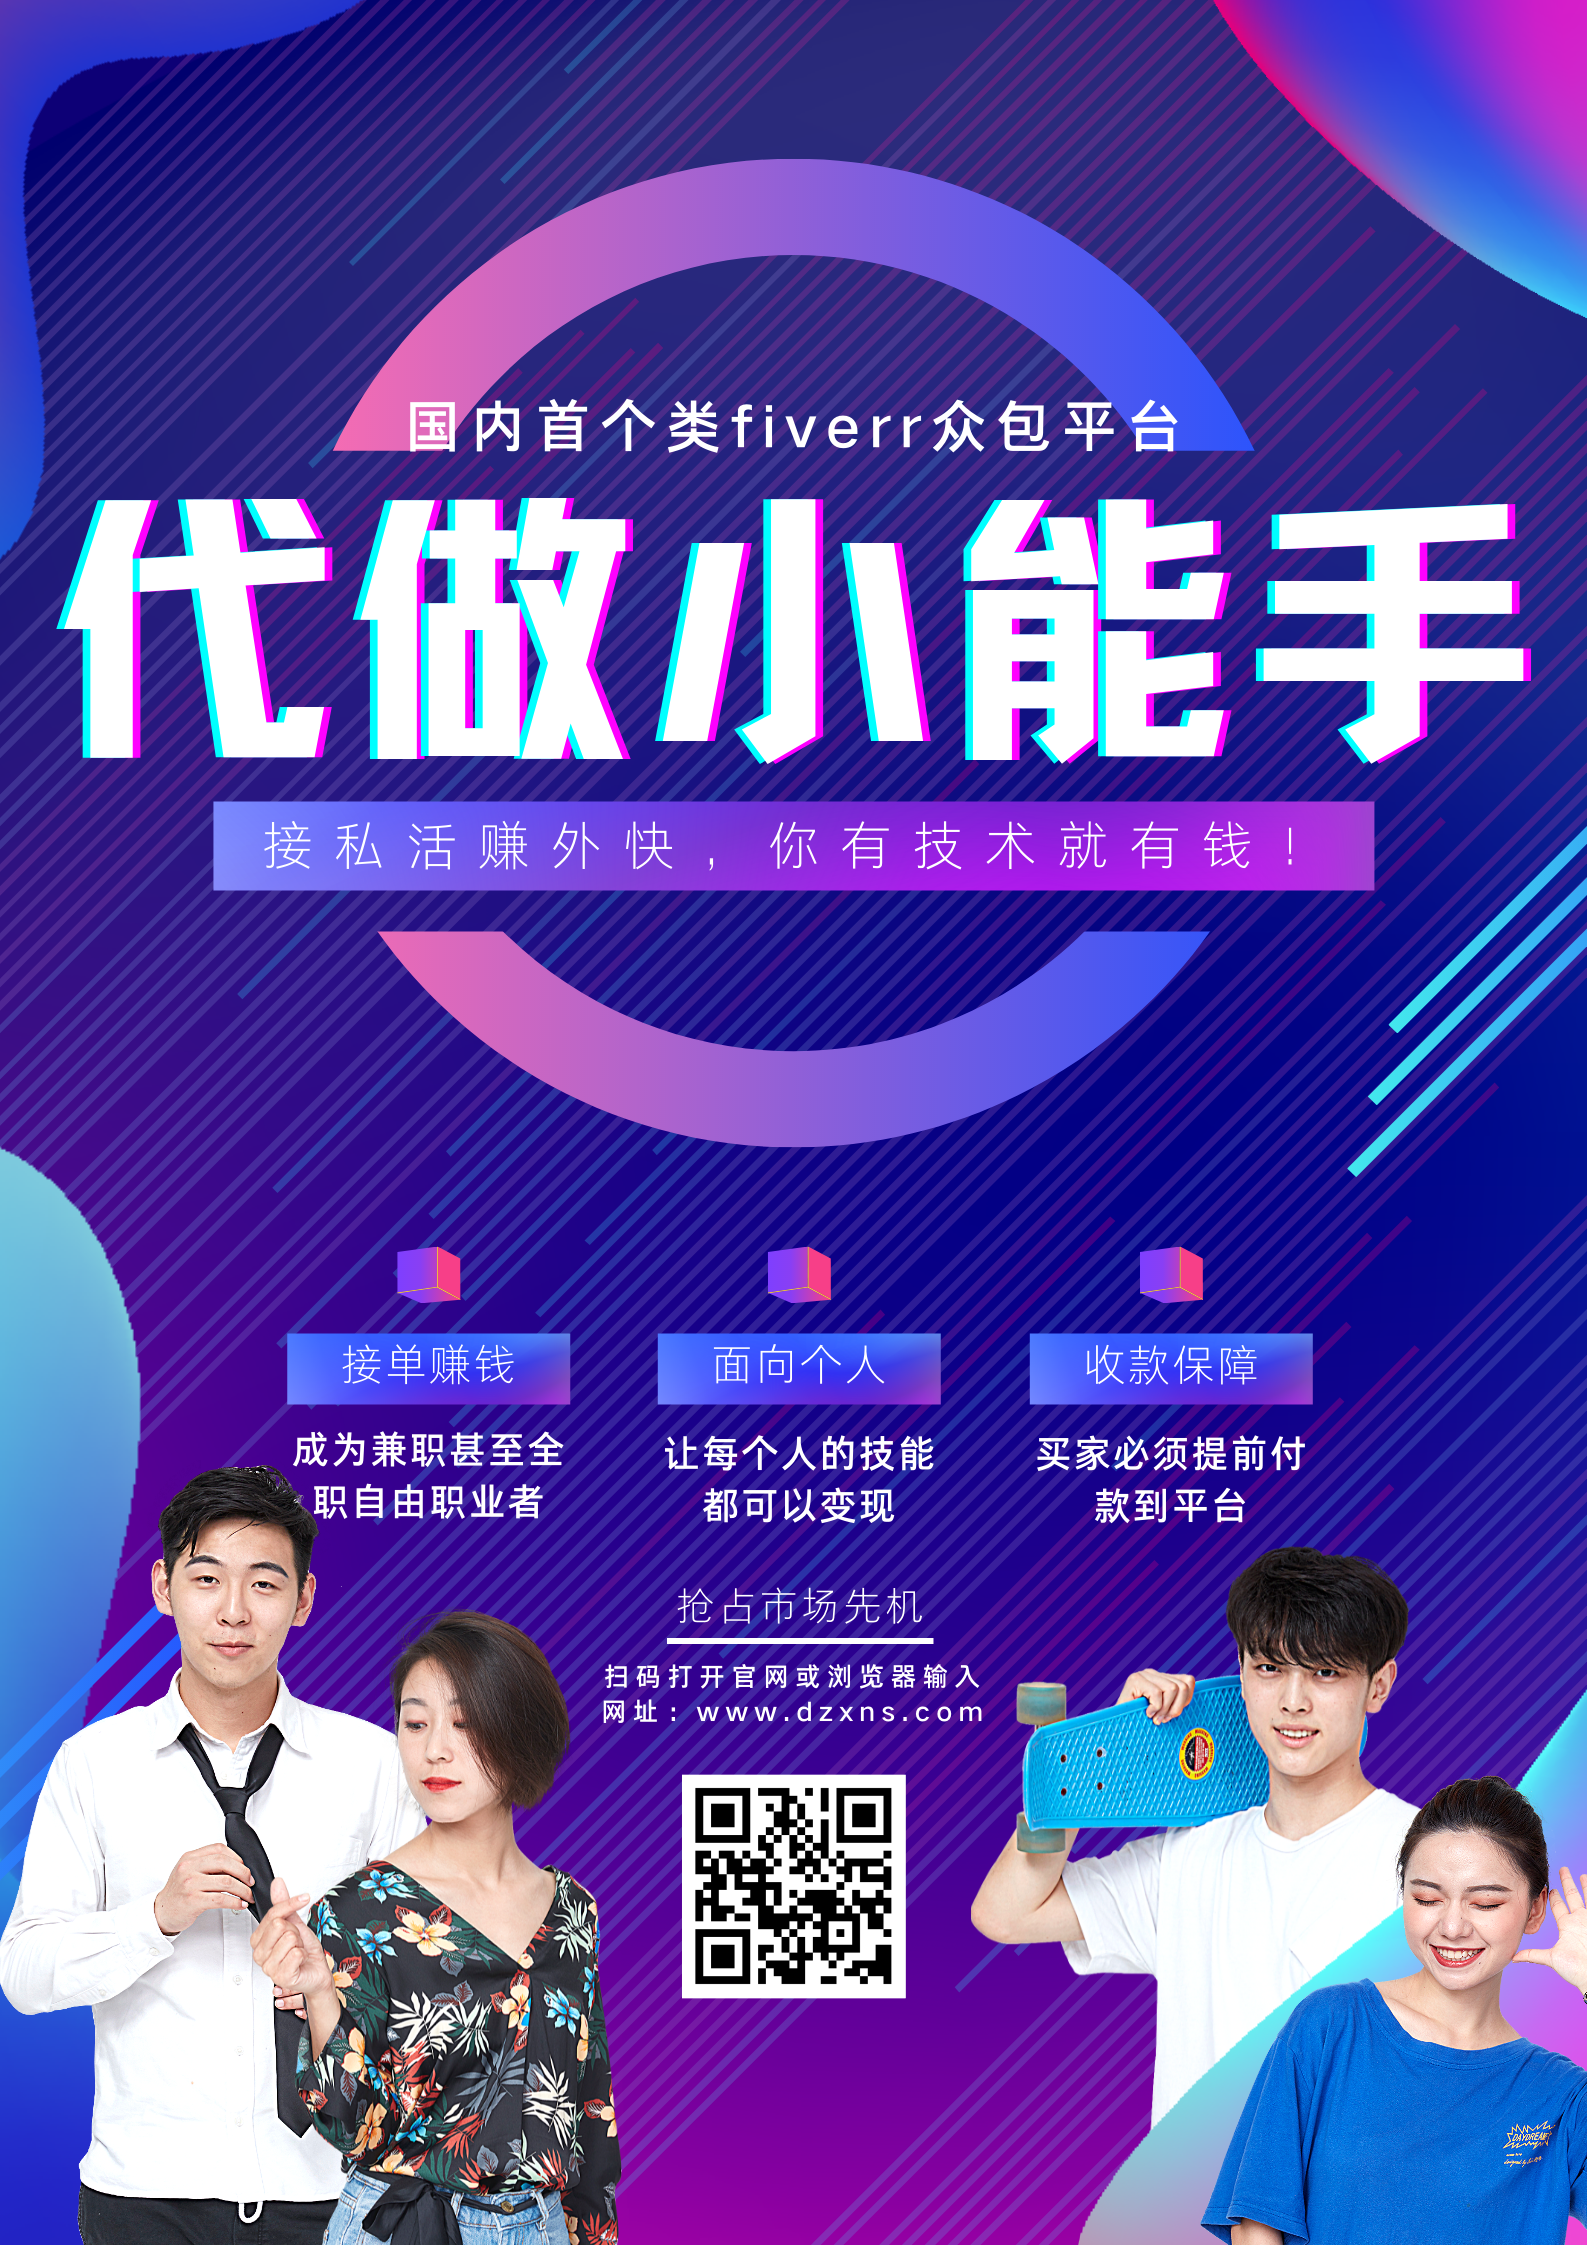 国内首个类fiverr众包平台
代做小能手
接私活赚外快，你有技术就有钱！
接单赚钱
成为兼职甚至全
职自由职业者
面向个人
让每个人的技能
都可以变现
收款保障
买家必须提前付
款到平台
抢占市场先机
扫码打开官网或浏览器输入
网址：www.dzxns.com
DAYDREAM